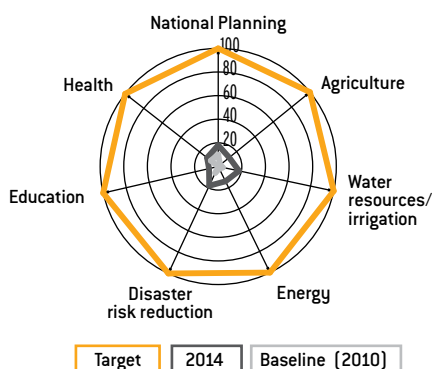 National Planning
100
80
60
40
20
Health
Agriculture
Education
Water
resources/
irrigation
Disaster
risk reduction
Energy
Target
2014
Baseline (2010)